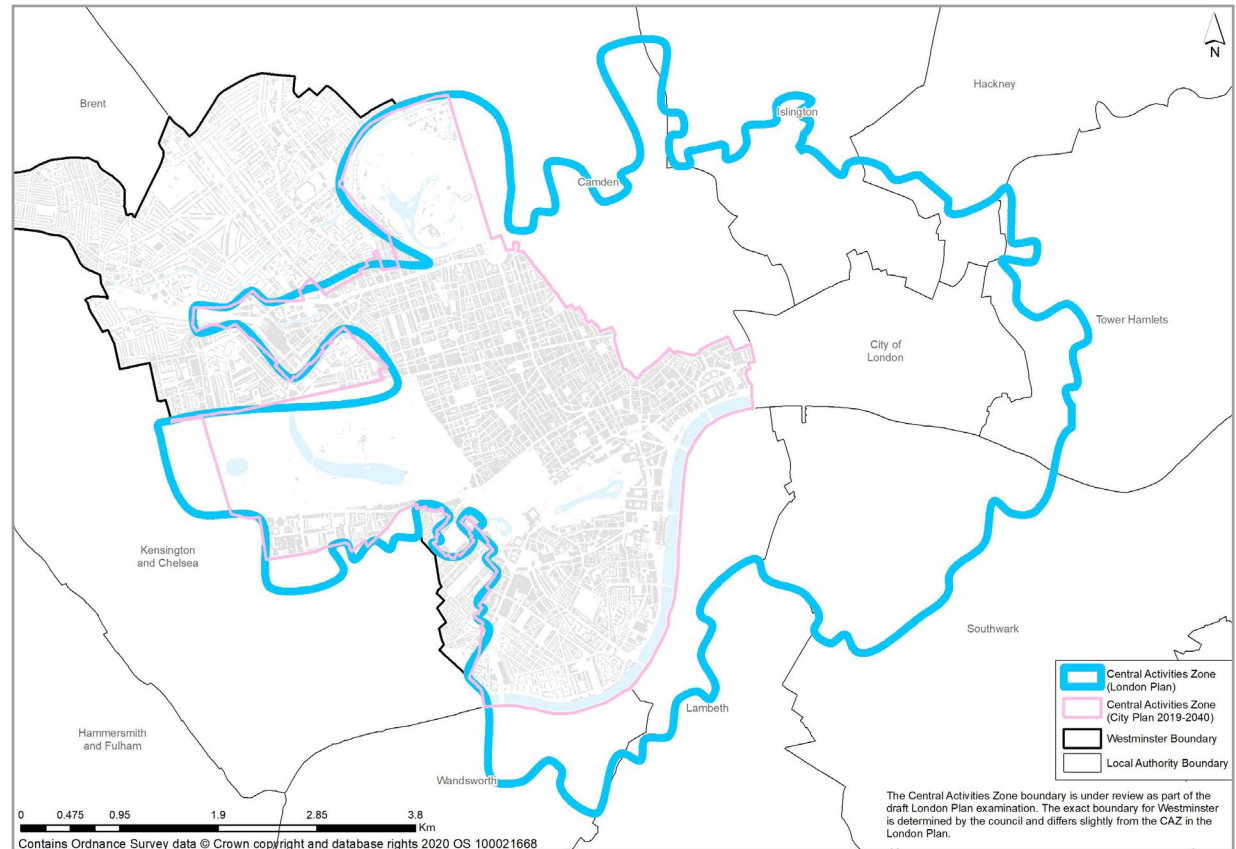 N
Hackney
Brent
Islington
Camden
Tower Hamlets
City of
London
Kensington
and Chelsea
Southwark
Central Activities Zone
(London Plan)
Central Activities Zone
(City Plan 2019-2040)
Westminster Boundary
Local Authority Boundary
Lambeth
Hammersmith
and Fulham
Wandsworth
The Central Activities Zone boundary is under review as part of the
draft London Plan examination. The exact boundary for Westminster
is determined by the council and differs slightly from the CAZ in the
London Plan.
0 0.475 0.95 1.9 2.85 3.8
Km
Contains Ordnance Survey data © Crown copyright and database rights 2020 OS 100021668